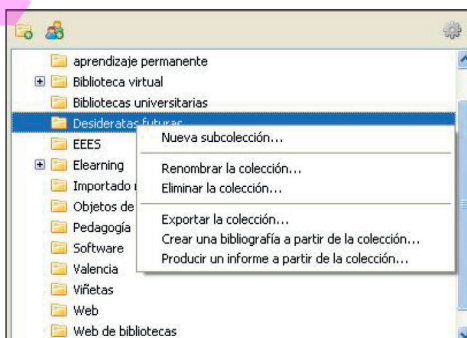 aprendizaje permanente
Biblioteca virtual
Bibliotecas universitarias
Desideratas futuras
EEES
Elearning
Importado
Objetos de
Pedagogía
Software
Valencia
Viñetas
Web
Web de bibliotecas
Nueva subcolección...
Renombrar la colección...
Eliminar la colección...
Exportar la colección...
Crear una bibliografía a partir de la colección...
Producir un informe a partir de la colección...